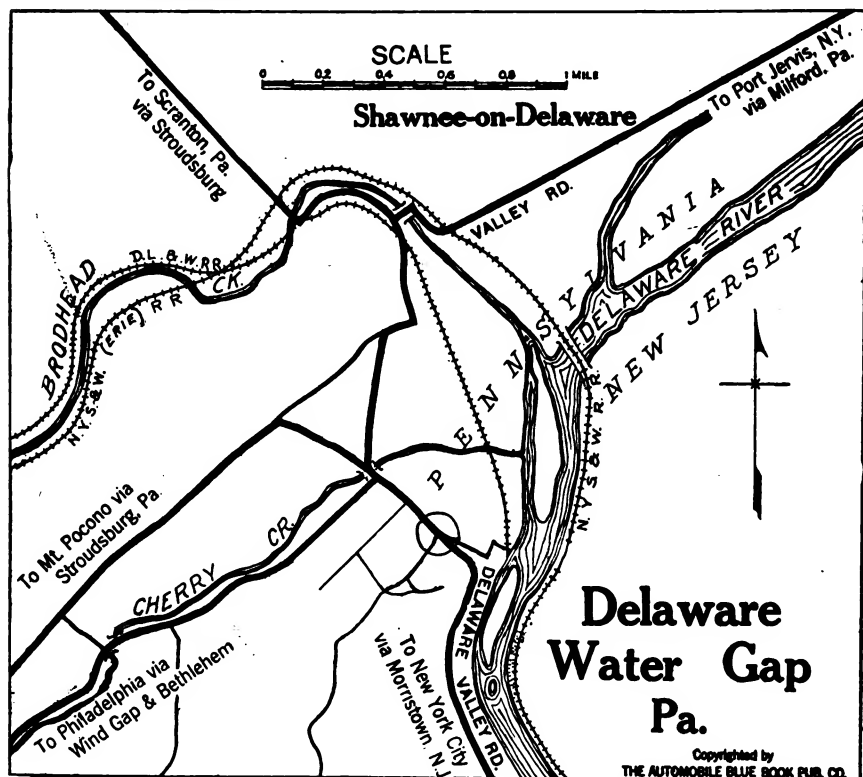 SCALE
0 0.2 0.4 0.6 0.8 1 MILE
Shawnee-on-Delaware
To Scranton, Pa.
via Stroudsburg
To Port Jervis, N.Y.
via Milford, Pa.
VALLEY RD.
PENNSYLVANIA
DELAWARE RIVER
NEW JERSEY
D.L. & W. RR.
BRODHEAD CK.
N.Y.S. & W. (ERIE) R R
N.Y. S & W. R R
To Mt. Pocono via
Stroudsburg, Pa.
CHERRY CR.
To Philadelphia via
Wind Gap & Bethlehem
To New York City
via Morristown, N.J.
DELAWARE VALLEY RD.
Delaware
Water Gap
Pa.
Copyrighted by
THE AUTOMOBILE BLUE BOOK PUB. CO.